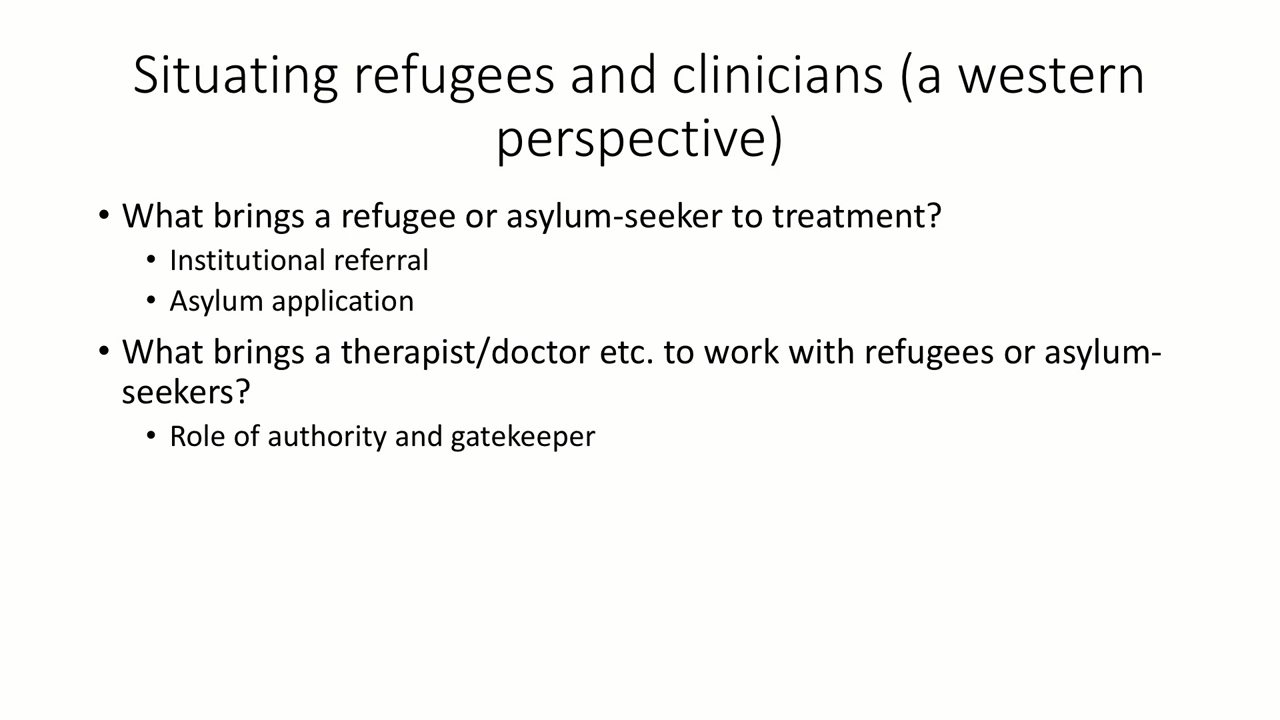 Situating refugees and clinicians (a western
perspective)
• What brings a refugee or asylum-seeker to treatment?
• Institutional referral
• Asylum application
• What brings a therapist/doctor etc. to work with refugees or asylum-
seekers?
• Role of authority and gatekeeper